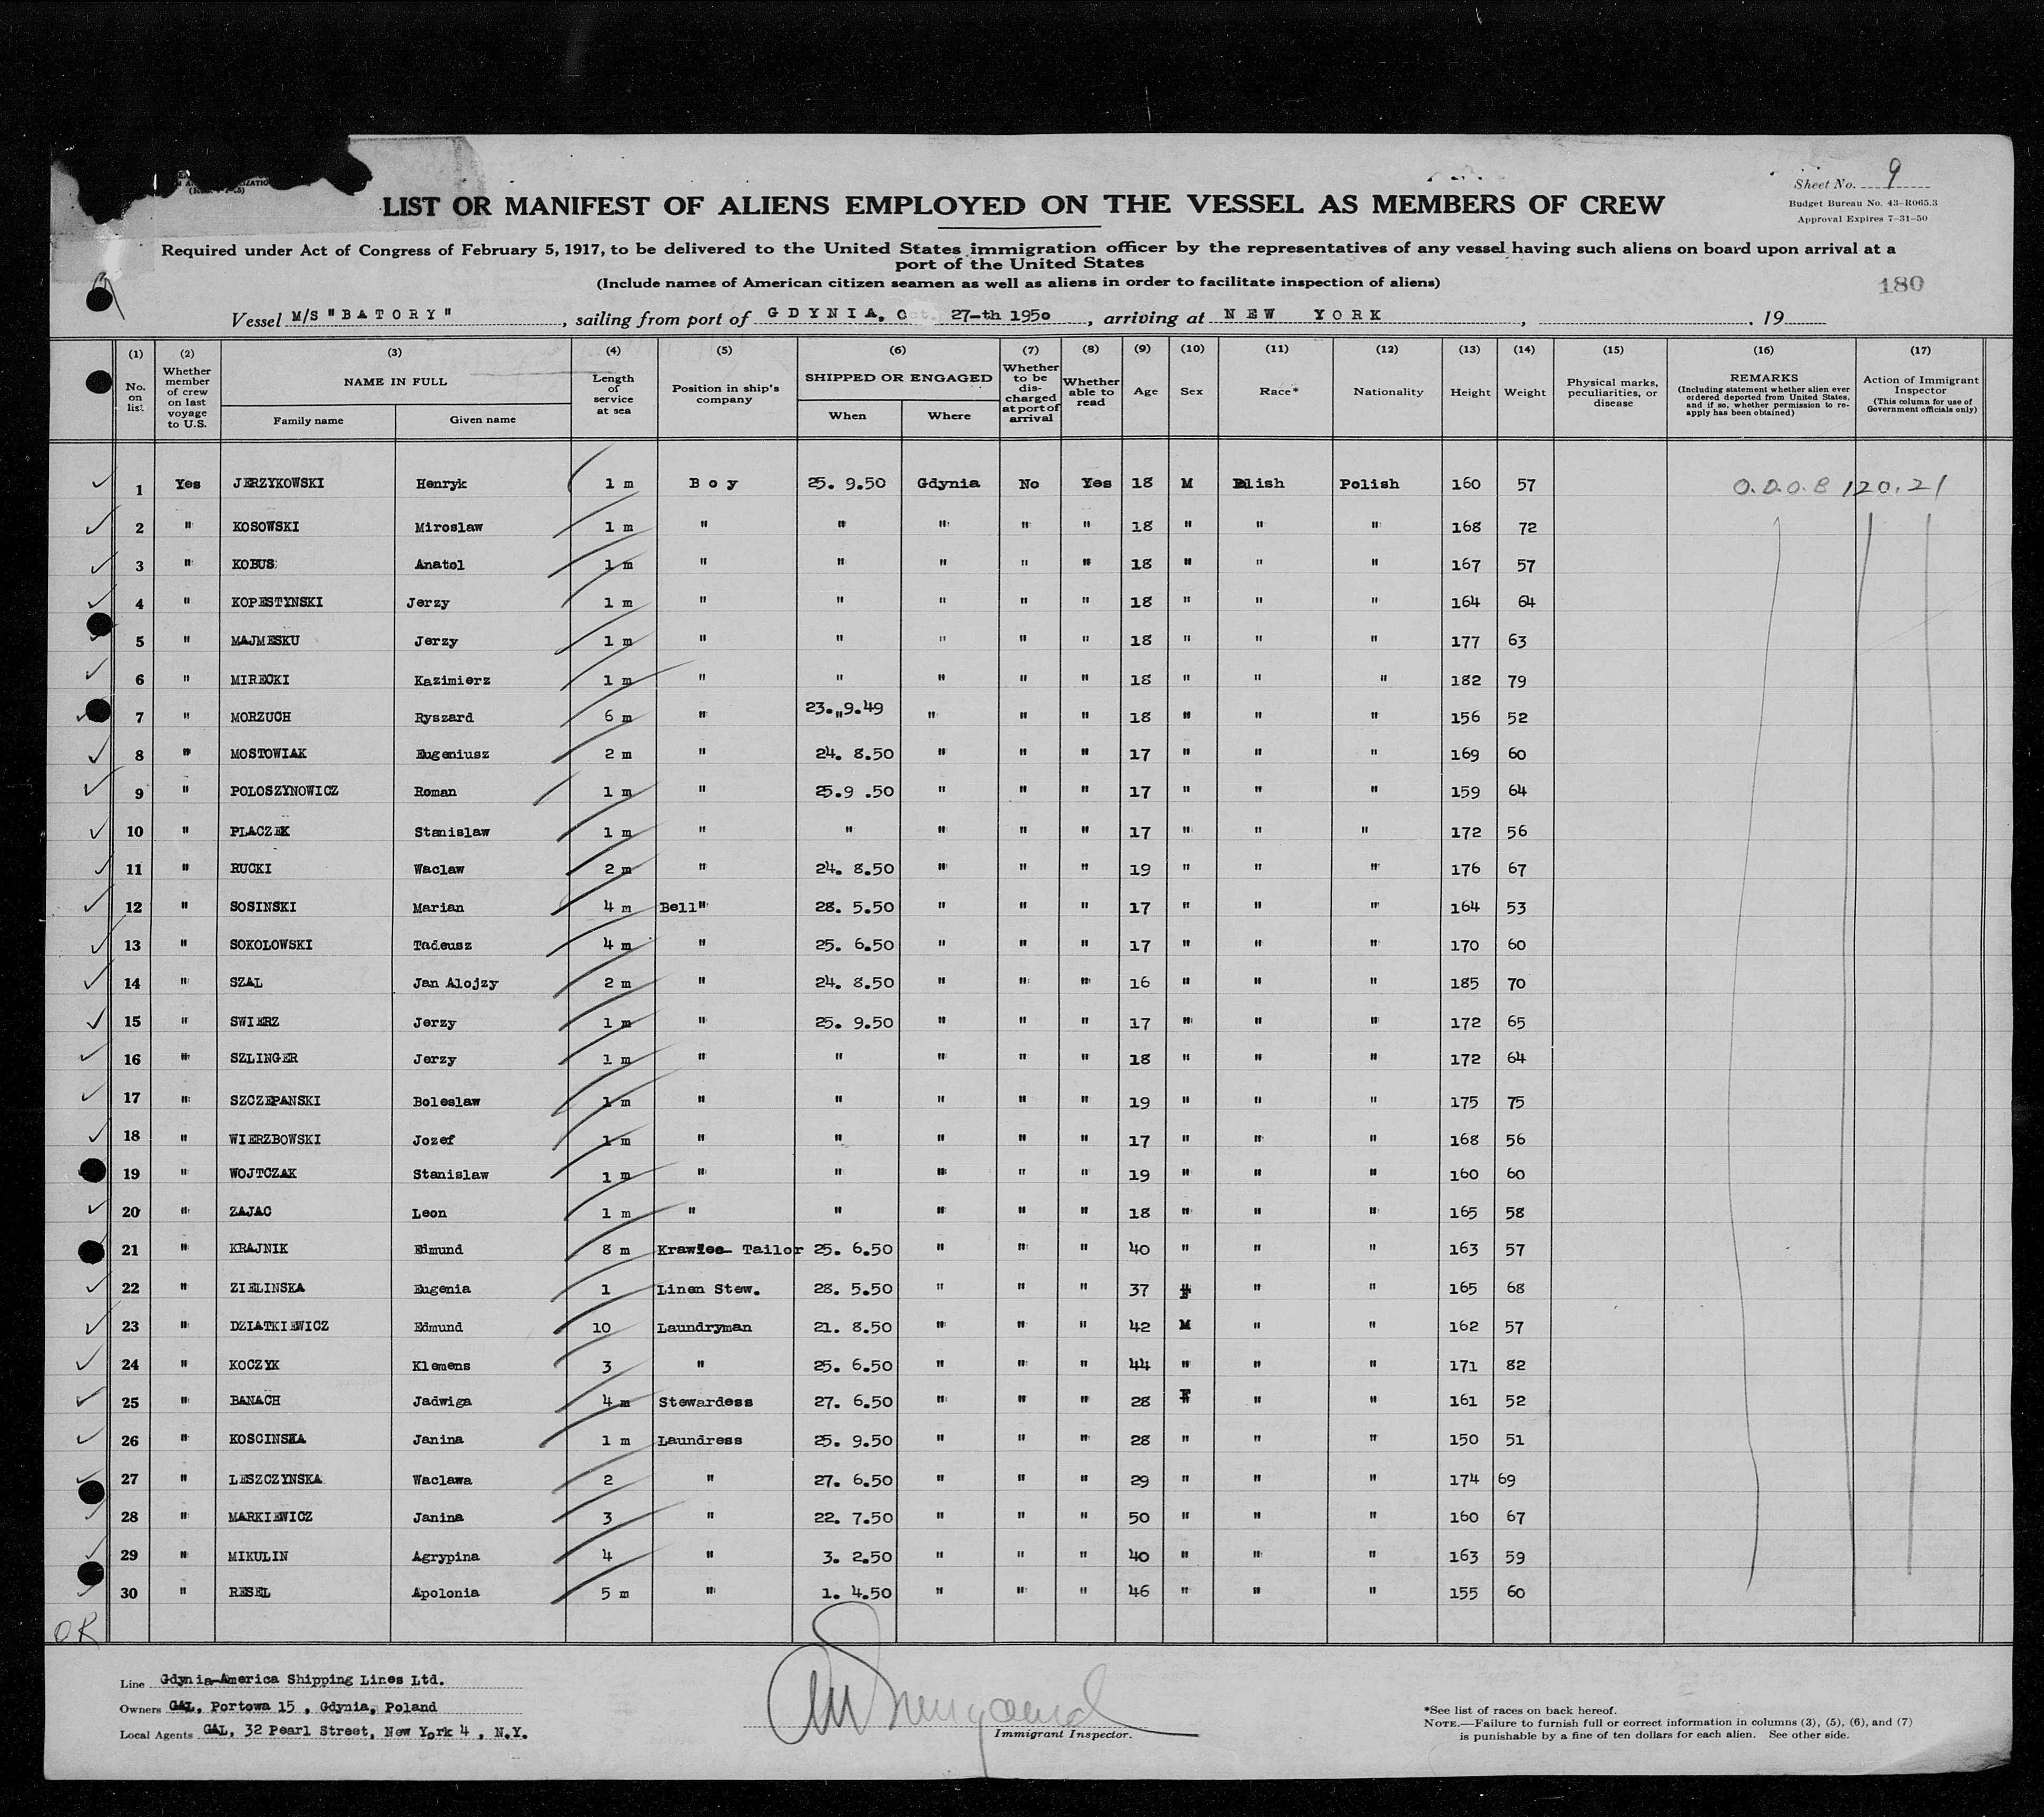 Sheet No. 9
Budget Bureau No. 43-R065.3
Approval Expires 7-31-50
LIST OR MANIFEST OF ALIENS EMPLOYED ON THE VESSEL AS MEMBERS OF CREW
Required under Act of Congress of February 5, 1917, to be delivered to the United States immigration officer by the representatives of any vessel having such aliens on board upon arrival at a
port of the United States
(Include names of American citizen seamen as well as aliens in order to facilitate inspection of aliens)
180
Vessel M/S "BATORY", sailing from port of GDYNIA, Oct. 27-th 1950, arriving at NEW YORK, , 19
(1) (2) (3) (4) (5) (6) (7) (8) (9) (10) (11) (12) (13) (14) (15) (16) (17)
No. on list
Whether member of crew on last voyage to U.S.
NAME IN FULL
Family name Given name
Length of service at sea
Position in ship's company
SHIPPED OR ENGAGED
When Where
Whether to be discharged at port of arrival
Whether able to read
Age
Sex
Race*
Nationality
Height
Weight
Physical marks, peculiarities, or disease
REMARKS
(Including statement whether alien ever ordered deported from United States, and if so, whether permission to reapply has been obtained)
Action of Immigrant Inspector
(This column for use of Government officials only)
1 Yes JERZYKOWSKI Henryk 1 m Boy 25. 9.50 Gdynia No Yes 18 M Polish Polish 160 57
2 " KOSOWSKI Miroslaw 1 m " " " " " 18 " " " 168 72
3 " KOBUS Anatol 1 m " " " " " 18 " " " 167 57
4 " KOPESTYNSKI Jerzy 1 m " " " " " 18 " " " 164 64
5 " MAJMESKU Jerzy 1 m " " " " " 18 " " " 177 63
6 " MIRECKI Kazimierz 1 m " " " " " 18 " " " 182 79
7 " MORZUCH Ryszard 6 m " 23. 9.49 " " " 18 " " " 156 52
8 " MOSTOWIAK Eugeniusz 2 m " 24. 8.50 " " " 17 " " " 169 60
9 " POLOSZYNOWICZ Roman 1 m " 25.9 .50 " " " 17 " " " 159 64
10 " PLACZEK Stanislaw 1 m " " " " " 17 " " " 172 56
11 " RUCKI Waclaw 2 m " 24. 8.50 " " " 19 " " " 176 67
12 " SOSINSKI Marian 4 m Bell" 28. 5.50 " " " 17 " " " 164 53
13 " SOKOLOWSKI Tadeusz 4 m " 25. 6.50 " " " 17 " " " 170 60
14 " SZAL Jan Alojzy 2 m " 24. 8.50 " " " 16 " " " 185 70
15 " SWIERZ Jerzy 1 m " 25. 9.50 " " " 17 " " " 172 65
16 " SZLINGER Jerzy 1 m " " " " " 18 " " " 172 64
17 " SZCZEPANSKI Boleslaw 1 m " " " " " 19 " " " 175 75
18 " WIERZBOWSKI Jozef 1 m " " " " " 17 " " " 168 56
19 " WOJTCZAK Stanislaw 1 m " " " " " 19 " " " 160 60
20 " ZAJAC Leon 1 m " " " " " 18 " " " 165 58
21 " KRAJNIK Edmund 8 m Krawiec- Tailor 25. 6.50 " " " 40 " " " 163 57
22 " ZIELINSKA Eugenia 1 Linen Stew. 28. 5.50 " " " 37 F " " 165 68
23 " DZIATKIEWICZ Edmund 10 Laundryman 21. 8.50 " " " 42 M " " 162 57
24 " KOCZYK Klemens 3 " 25. 6.50 " " " 44 " " " 171 82
25 " BANACH Jadwiga 4 m Stewardess 27. 6.50 " " " 28 F " " 161 52
26 " KOSCINSKA Janina 1 m Laundress 25. 9.50 " " " 28 " " " 150 51
27 " LESZCZYNSKA Waclawa 2 " 27. 6.50 " " " 29 " " " 174 69
28 " MARKIEWICZ Janina 3 " 22. 7.50 " " " 50 " " " 160 67
29 " MIKULIN Agrypina 4 " 3. 2.50 " " " 40 " " " 163 59
30 " RESEL Apolonia 5 m " 1. 4.50 " " " 46 " " " 155 60
OK
Line Gdynia-America Shipping Lines Ltd.
Owners GAL, Portowa 15 , Gdynia, Poland
Local Agents GAL, 32 Pearl Street, New York 4 , N.Y.
Immigrant Inspector.
*See list of races on back hereof.
NOTE.—Failure to furnish full or correct information in columns (3), (5), (6), and (7)
is punishable by a fine of ten dollars for each alien. See other side.